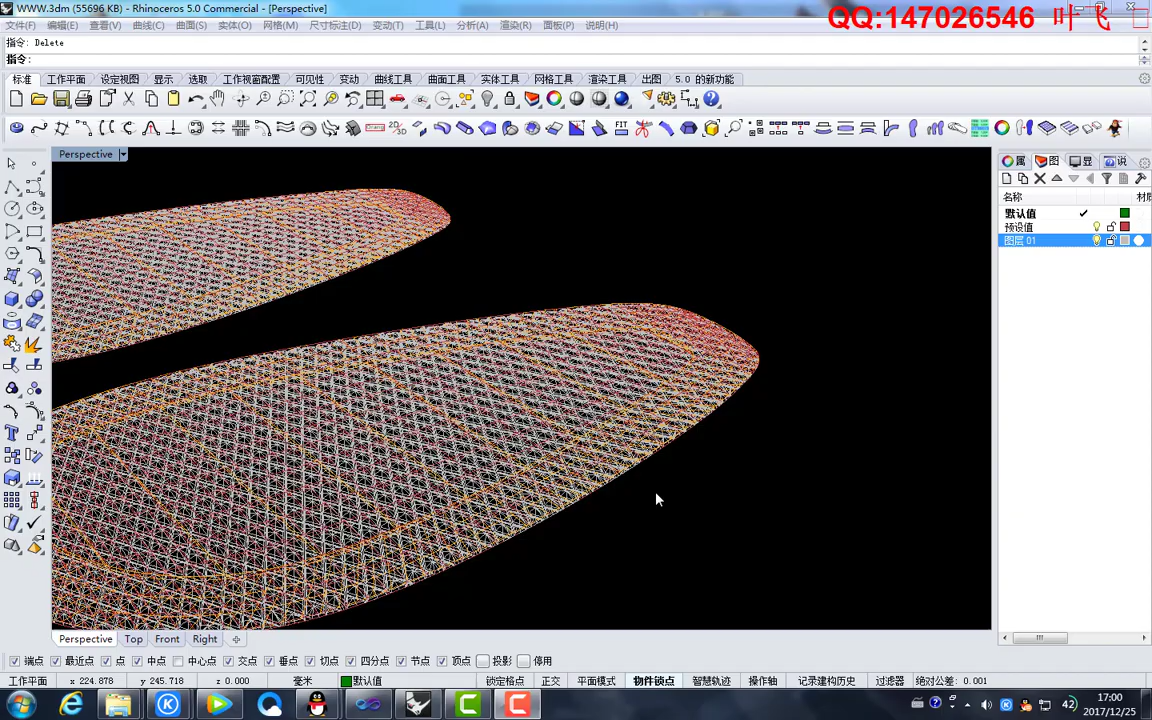 WWW.3dm (55696 KB) - Rhinoceros 5.0 Commercial - [Perspective]
QQ:147026546 叶飞
文件(F) 编辑(E) 查看(V) 曲线(C) 曲面(S) 实体(O) 网格(M) 尺寸标注(D) 变动(T) 工具(L) 分析(A) 渲染(R) 面板(P) 说明(H)
指令: Delete
指令:
标准 工作平面 设定视图 显示 选取 工作视窗配置 可见性 变动 曲线工具 曲面工具 实体工具 网格工具 渲染工具 出图 5.0 的新功能
2D/3D FIT
Perspective
属 图 显 说
名称 材
默认值
预设值
图层 01
Perspective Top Front Right
端点 最近点 点 中点 中心点 交点 垂点 切点 四分点 节点 顶点 投影 停用
工作平面 x 224.878 y 245.718 z 0.000 毫米 默认值 锁定格点 正交 平面模式 物件锁点 智慧轨迹 操作轴 记录建构历史 过滤器 绝对公差: 0.001
42
17:00
2017/12/25